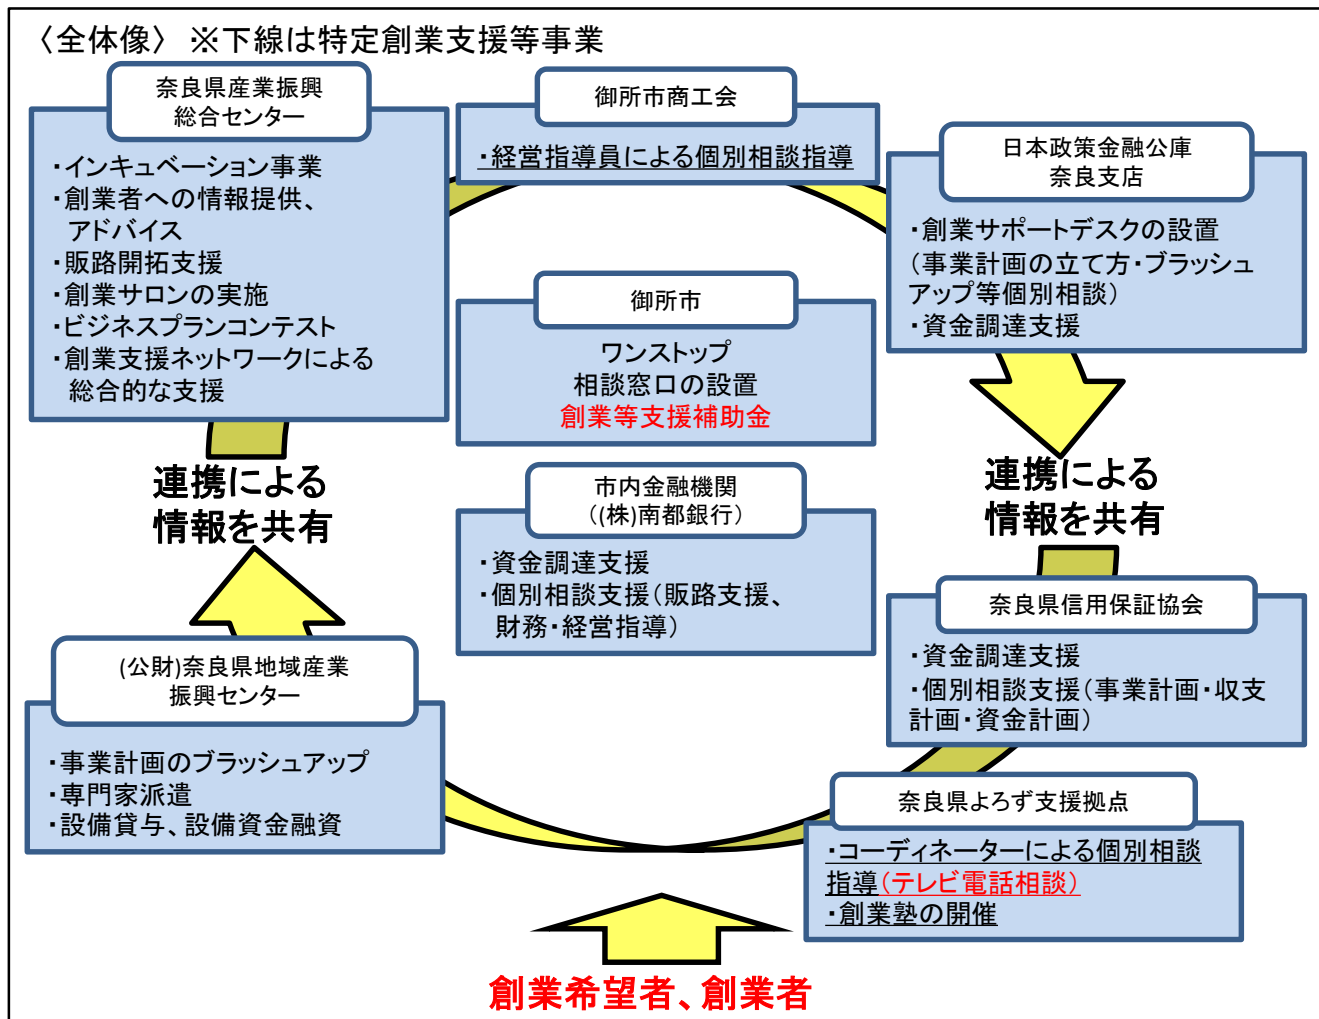 〈全体像〉 ※下線は特定創業支援等事業
奈良県産業振興
総合センター
・インキュベーション事業
・創業者への情報提供、
アドバイス
・販路開拓支援
・創業サロンの実施
・ビジネスプランコンテスト
・創業支援ネットワークによる
総合的な支援
御所市商工会
・経営指導員による個別相談指導
日本政策金融公庫
奈良支店
・創業サポートデスクの設置
（事業計画の立て方・ブラッシュ
アップ等個別相談）
・資金調達支援
御所市
ワンストップ
相談窓口の設置
創業等支援補助金
連携による
情報を共有
市内金融機関
（(株)南都銀行）
・資金調達支援
・個別相談支援（販路支援、
財務・経営指導）
連携による
情報を共有
(公財)奈良県地域産業
振興センター
・事業計画のブラッシュアップ
・専門家派遣
・設備貸与、設備資金融資
奈良県信用保証協会
・資金調達支援
・個別相談支援（事業計画・収支
計画・資金計画）
奈良県よろず支援拠点
・コーディネーターによる個別相談
指導（テレビ電話相談）
・創業塾の開催
創業希望者、創業者